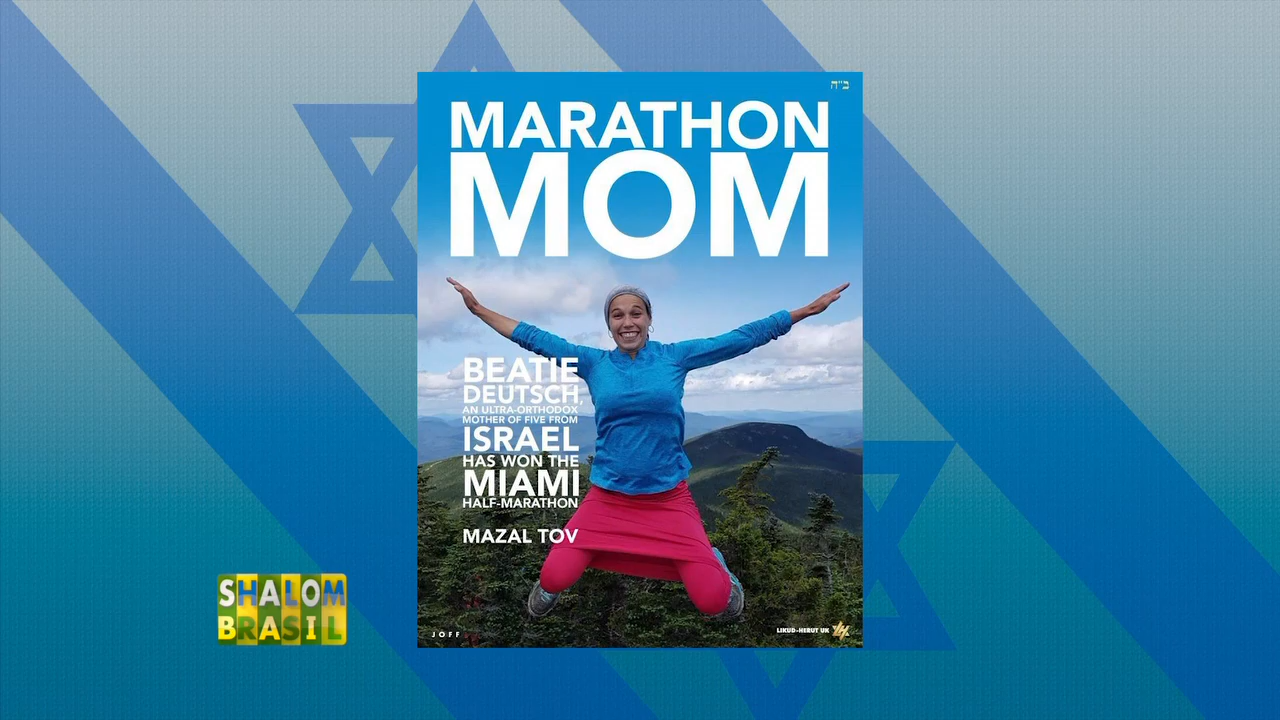 ב״ה
MARATHON
MOM
BEATIE
DEUTSCH,
AN ULTRA-ORTHODOX
MOTHER OF FIVE FROM
ISRAEL
HAS WON THE
MIAMI
HALF-MARATHON
MAZAL TOV
SHALOM
BRASIL
JOFF
LIKUD-HERUT UK